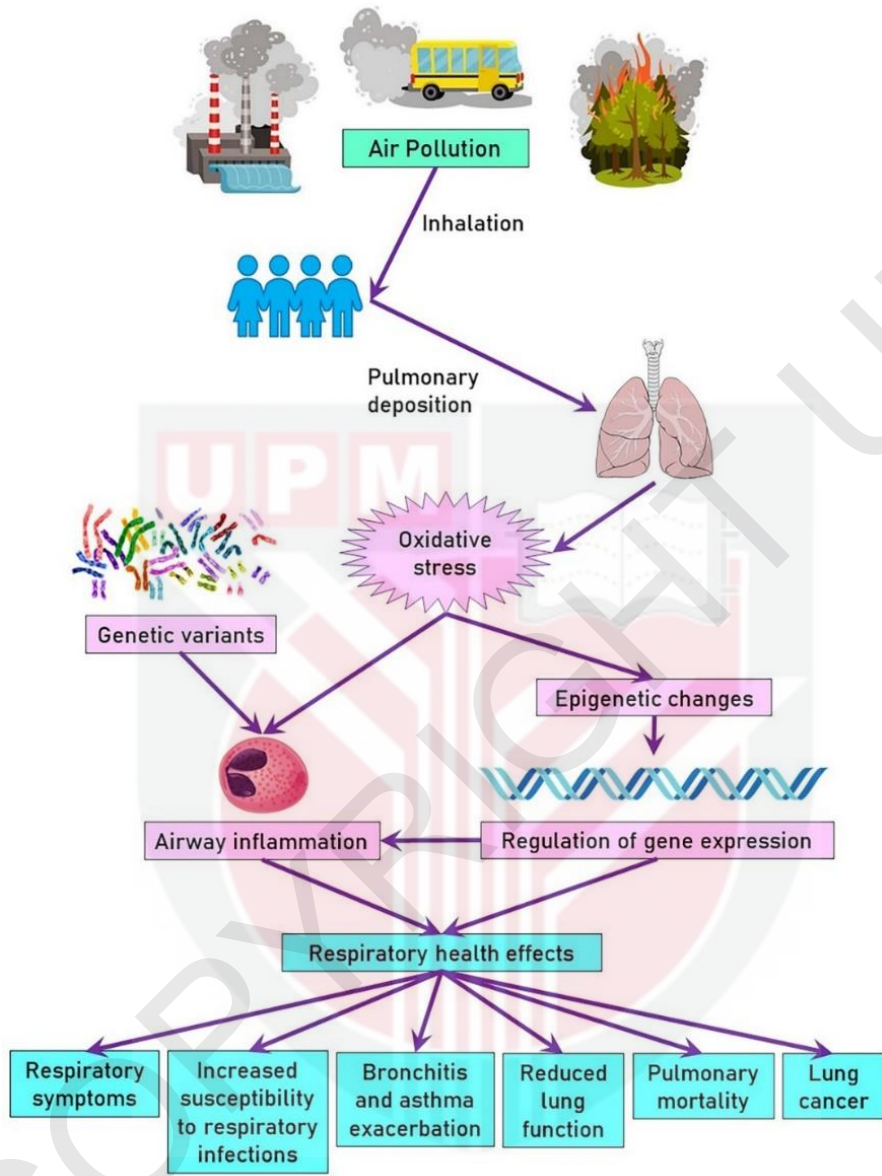 Air Pollution
Inhalation
Pulmonary
deposition
UPM
Oxidative
stress
Genetic variants
Epigenetic changes
Airway inflammation
Regulation of gene expression
Respiratory health effects
Respiratory
symptoms
Increased
susceptibility
to respiratory
infections
Bronchitis
and asthma
exacerbation
Reduced
lung
function
Pulmonary
mortality
Lung
cancer
COPYRIGHT U